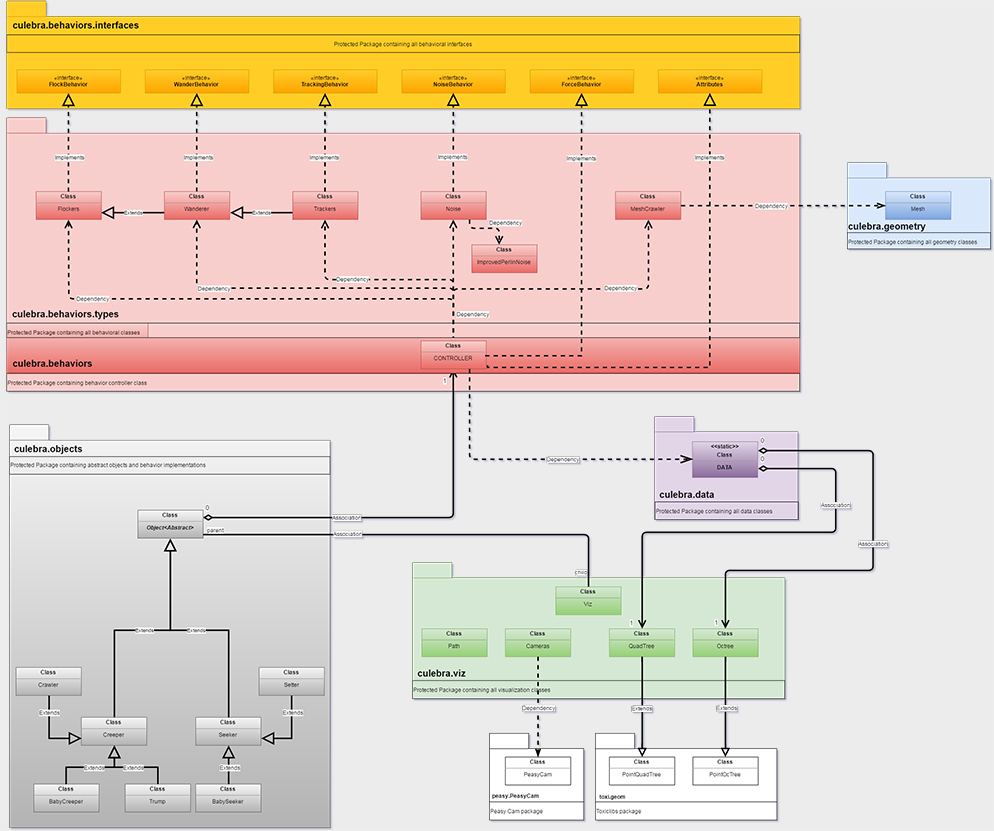 culebra.behaviors.interfaces
Protected Package containing all behavioral interfaces
«interface»
FlockBehavior
«interface»
WanderBehavior
«interface»
TrackingBehavior
«interface»
NoiseBehavior
«interface»
ForceBehavior
«interface»
Attributes
Implements
Implements
Implements
Implements
Implements
Implements
Class
Flockers
Extends
Class
Wanderer
Extends
Class
Trackers
Class
Noise
Dependency
Class
ImprovedPerlinNoise
Class
MeshCrawler
Dependency
Class
Mesh
culebra.geometry
Protected Package containing all geometry classes
Dependency
Dependency
Dependency
Dependency
Dependency
culebra.behaviors.types
Protected Package containing all behavioral classes
Class
CONTROLLER
culebra.behaviors
Protected Package containing behavior controller class
1
culebra.objects
Protected Package containing abstract objects and behavior implementations
Class
Object<Abstract>
0
parent
Association
Association
child
Dependency
<<static>>
Class
DATA
0
0
culebra.data
Protected Package containing all data classes
Association
Association
Class
Viz
Class
Path
Class
Cameras
1
Class
QuadTree
1
Class
Octree
culebra.viz
Protected Package containing all visualization classes
Extends
Extends
Class
Crawler
Class
Setter
Extends
Extends
Class
Creeper
Class
Seeker
Extends
Extends
Extends
Class
BabyCreeper
Class
Trump
Class
BabySeeker
Dependency
Extends
Extends
Class
PeasyCam
peasy.PeasyCam
Peasy Cam package
Class
PointQuadTree
Class
PointOcTree
toxi.geom
Toxiclibs package